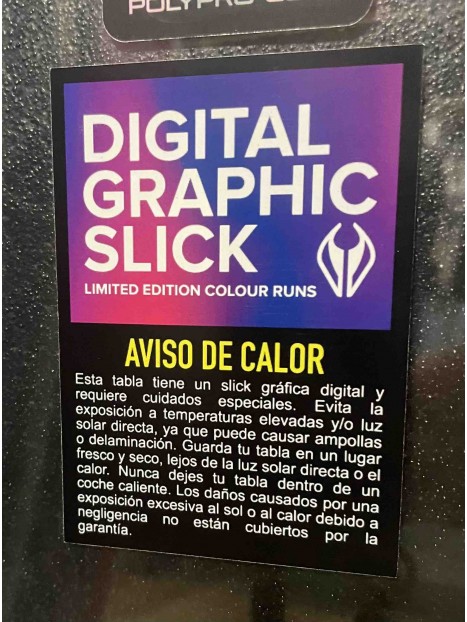 POLYPRO
DIGITAL
GRAPHIC
SLICK
LIMITED EDITION COLOUR RUNS
AVISO DE CALOR
Esta tabla tiene un slick gráfica digital y
requiere cuidados especiales. Evita la
exposición a temperaturas elevadas y/o luz
solar directa, ya que puede causar ampollas
o delaminación. Guarda tu tabla en un lugar
fresco y seco, lejos de la luz solar directa o el
calor. Nunca dejes tu tabla dentro de un
coche caliente. Los daños causados por una
exposición excesiva al sol o al calor debido a
negligencia no están cubiertos por la
garantía.